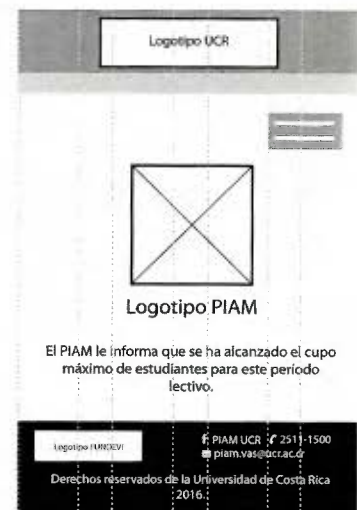 Logotipo UCR
Logotipo PIAM
El PIAM le informa que se ha alcanzado el cupo
máximo de estudiantes para este período
lectivo.
Logotipo FUNDEVI
PIAM UCR 2511-1500
piam.vas@ucr.ac.cr
Derechos reservados de la Universidad de Costa Rica
2016.